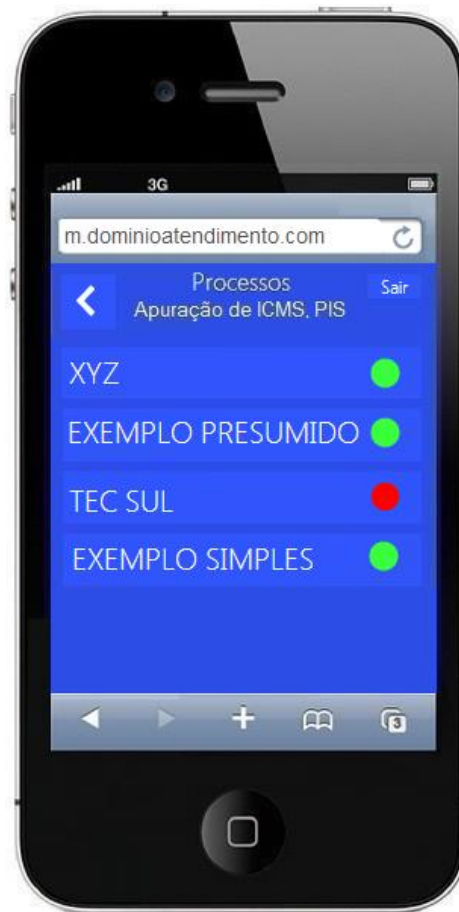 3G
m.dominioatendimento.com
Processos
Sair
Apuração de ICMS, PIS
XYZ
EXEMPLO PRESUMIDO
TEC SUL
EXEMPLO SIMPLES
3